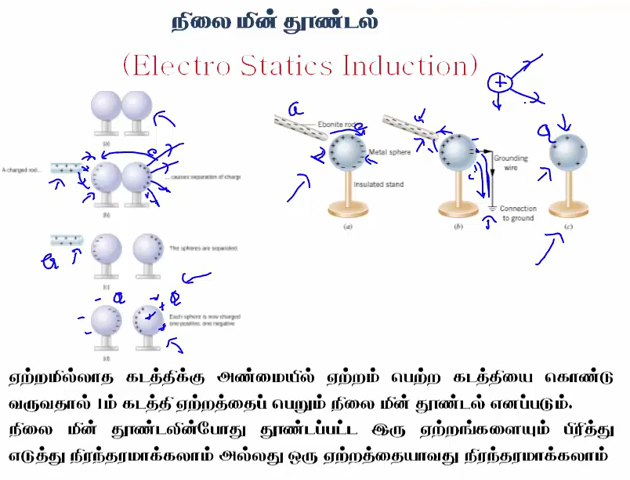 நிலை மின் தூண்டல்
(Electro Statics Induction)
(a)
A charged rod...
...causes separation of charge
(b)
The spheres are separated.
(c)
Each sphere is now charged
one positive, one negative
(d)
Ebonite rod
Metal sphere
Insulated stand
(a)
Grounding
wire
Connection
to ground
(b)
(c)
ஏற்றமில்லாத கடத்திக்கு அண்மையில் ஏற்றம் பெற்ற கடத்தியை கொண்டு
வருவதால் 1ம் கடத்தி ஏற்றத்தைப் பெறும் நிலை மின் தூண்டல் எனப்படும்.
நிலை மின் தூண்டலின்போது தூண்டப்பட்ட இரு ஏற்றங்களையும் பிரித்து
எடுத்து நிரந்தரமாக்கலாம் அல்லது ஒரு ஏற்றத்தையாவது நிரந்தரமாக்கலாம்